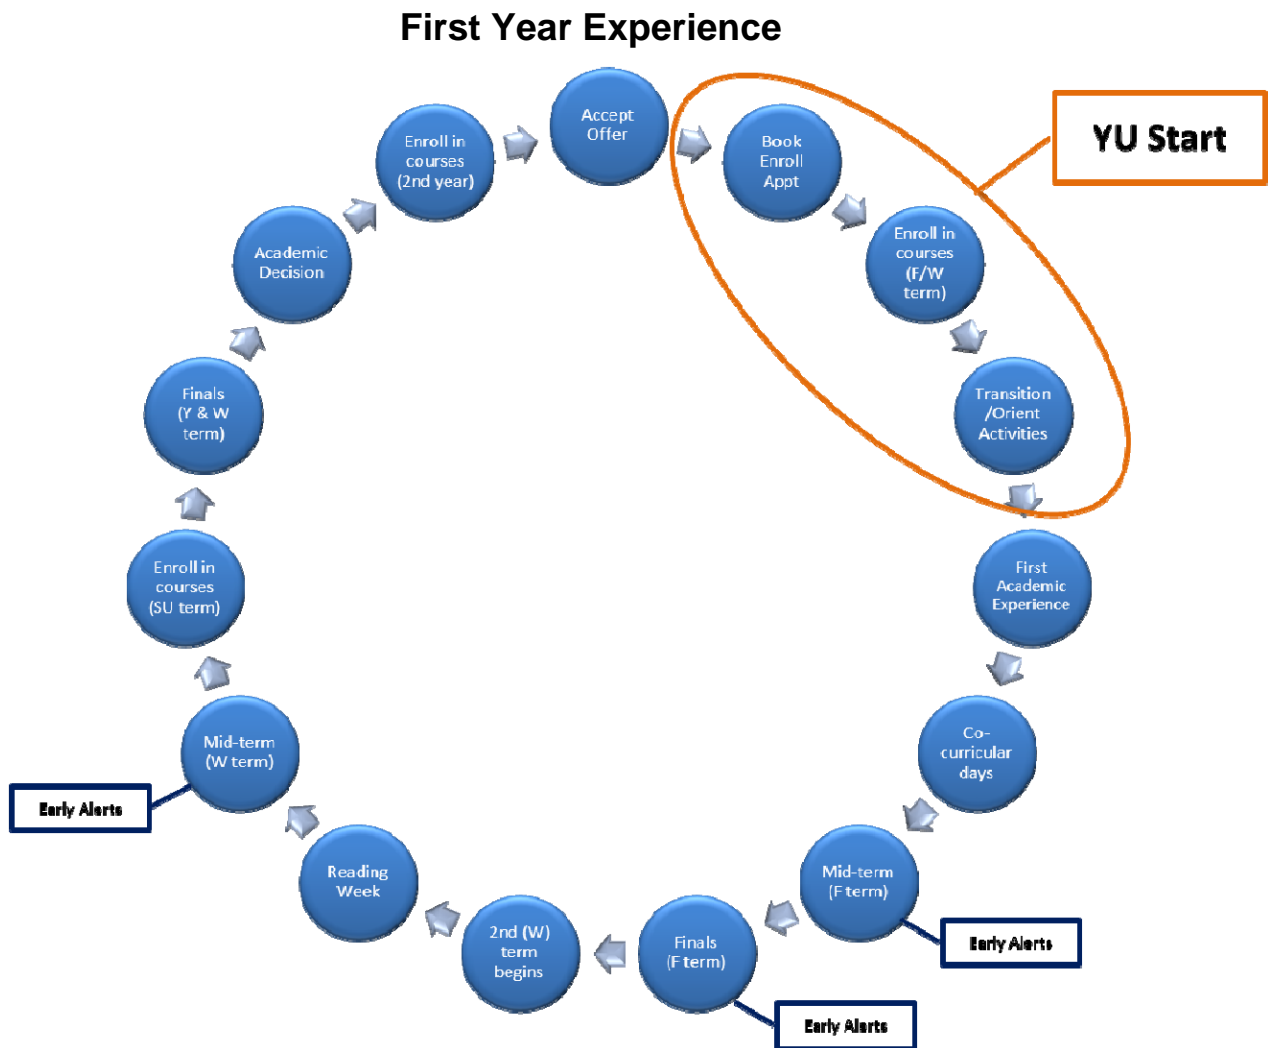 First Year Experience
Accept
Offer
Book
Enroll
Appt
YU Start
Enroll in
courses
(F/W
term)
Transition
/Orient
Activities
First
Academic
Experience
Co-
curricular
days
Mid-term
(F term)
Early Alerts
Finals
(F term)
Early Alerts
2nd (W)
term
begins
Reading
Week
Mid-term
(W term)
Early Alerts
Enroll in
courses
(SU term)
Finals
(Y & W
term)
Academic
Decision
Enroll in
courses
(2nd year)